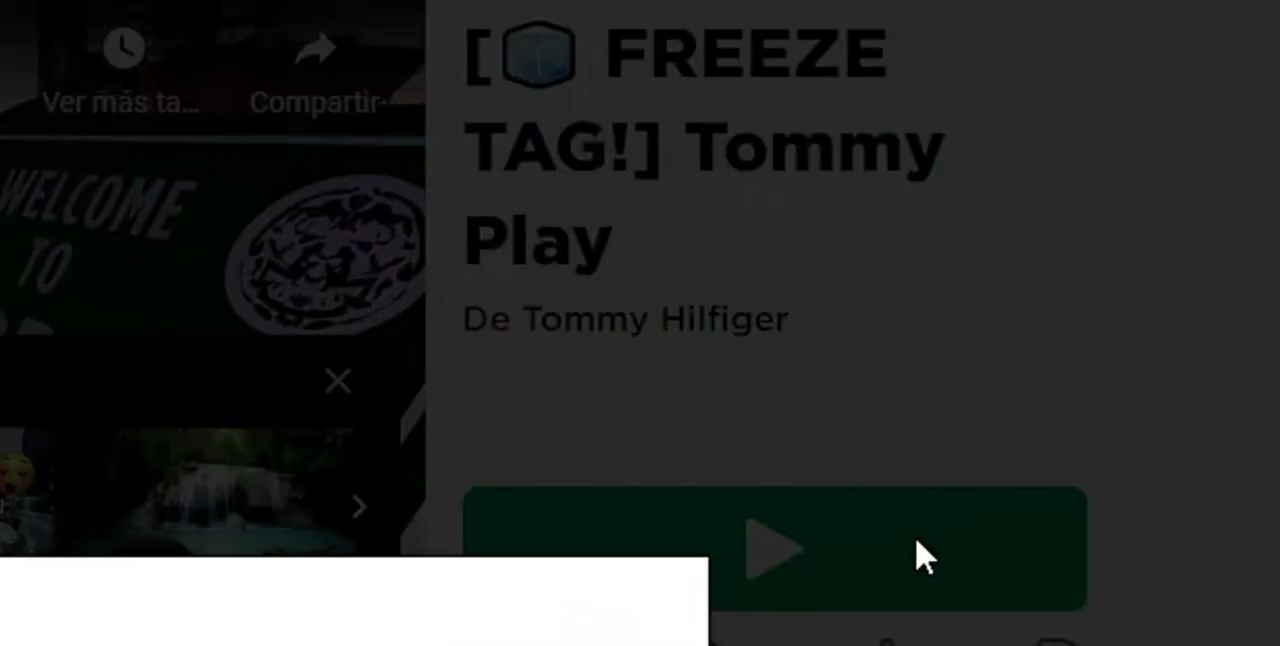 Ver más ta...
Compartir
WELCOME
TO
[🧊 FREEZE
TAG!] Tommy
Play
De Tommy Hilfiger